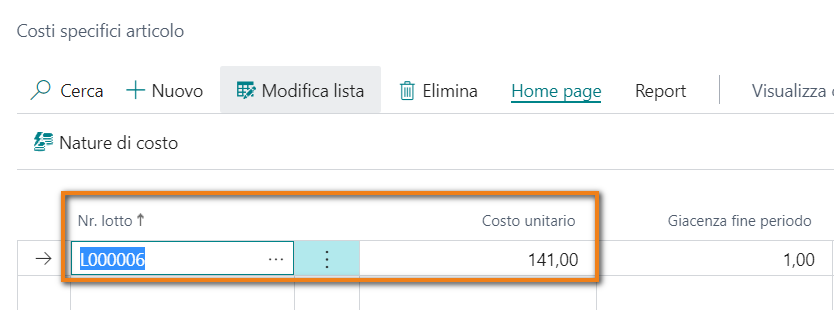 Costi specifici articolo
Cerca Nuovo Modifica lista Elimina Home page Report Visualizza
Nature di costo
Nr. lotto ↑ Costo unitario Giacenza fine periodo
→ L000006 ... ⋮ 141,00 1,00